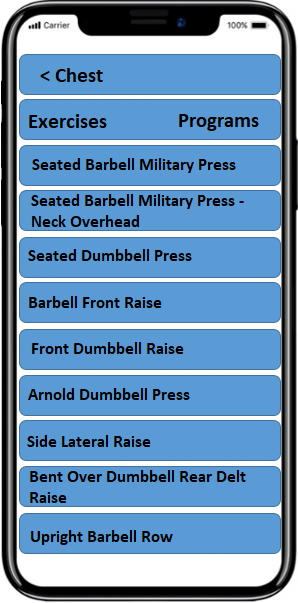 Carrier 100%
< Chest
Exercises Programs
Seated Barbell Military Press
Seated Barbell Military Press -
Neck Overhead
Seated Dumbbell Press
Barbell Front Raise
Front Dumbbell Raise
Arnold Dumbbell Press
Side Lateral Raise
Bent Over Dumbbell Rear Delt
Raise
Upright Barbell Row